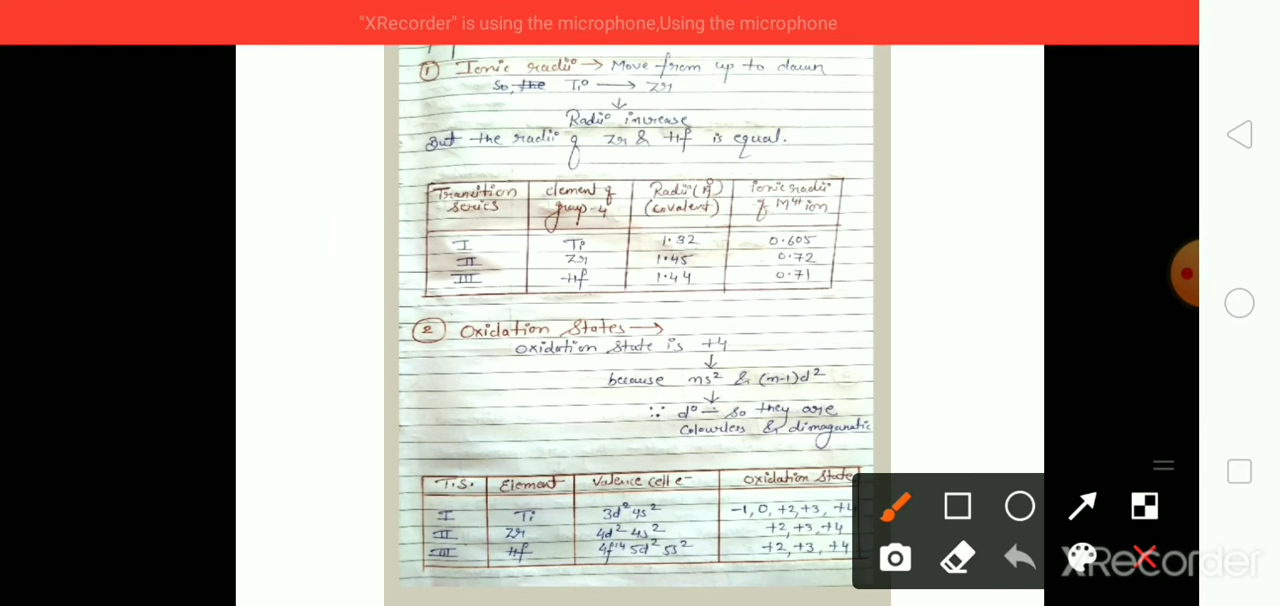 "XRecorder" is using the microphone,Using the microphone
① Ionic radii → Move from up to down
So, the Ti → Zr
↓
Radii increase
But the radii of Zr & Hf is equal.
Transition series | element of group-4 | Radii (Å) (covalent) | ionic radii of M4+ ion
I | Ti | 1.32 | 0.605
II | Zr | 1.45 | 0.72
III | Hf | 1.44 | 0.71
② Oxidation States →
Oxidation state is +4
↓
because ns² & (n-1)d²
↓
∵ d⁰ so they are
Colourless & dimaganatic
T.S. | Element | Valence cell e- | Oxidation State
I | Ti | 3d² 4s² | -1, 0, +2, +3, +4
II | Zr | 4d² 4s² | +2, +3, +4
III | Hf | 4f¹⁴ 5d² 5s² | +2, +3, +4
XRecorder